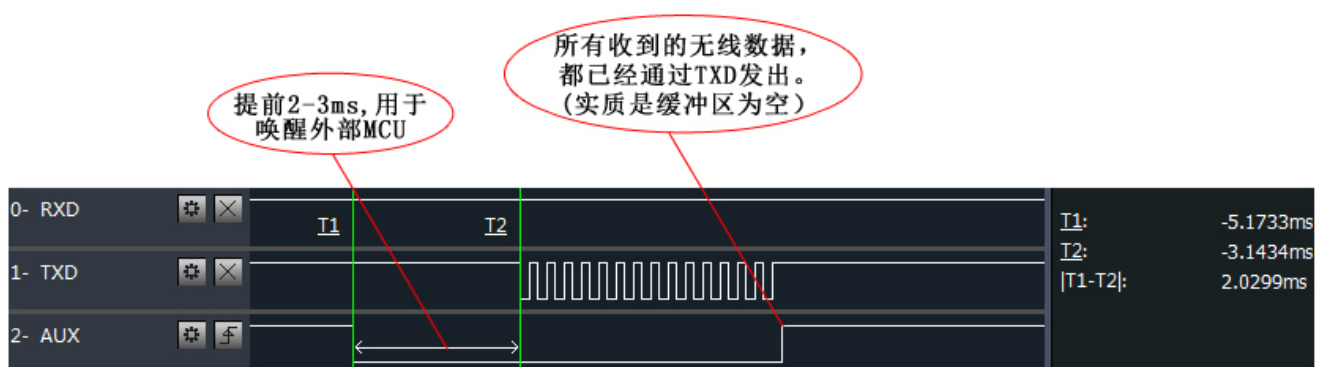 所有收到的无线数据，
都已经通过TXD发出。
(实质是缓冲区为空)
提前2-3ms,用于
唤醒外部MCU
0- RXD
T1
T2
T1: -5.1733ms
T2: -3.1434ms
|T1-T2|: 2.0299ms
1- TXD
2- AUX